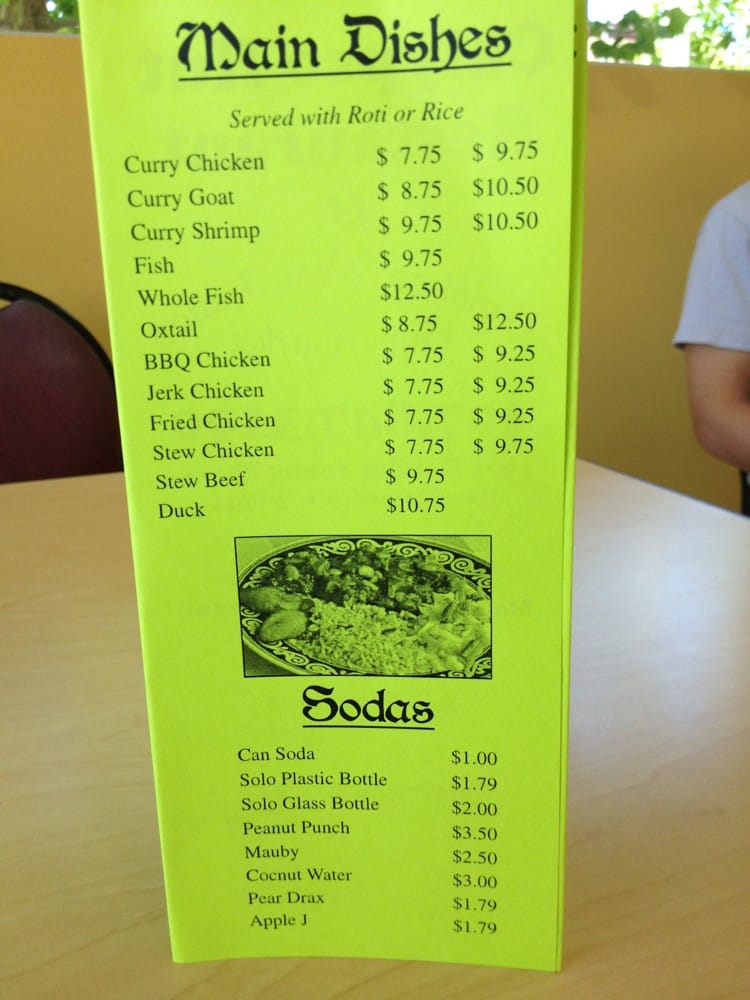 Main Dishes
Served with Roti or Rice
Curry Chicken $ 7.75 $ 9.75
Curry Goat $ 8.75 $10.50
Curry Shrimp $ 9.75 $10.50
Fish $ 9.75
Whole Fish $12.50
Oxtail $ 8.75 $12.50
BBQ Chicken $ 7.75 $ 9.25
Jerk Chicken $ 7.75 $ 9.25
Fried Chicken $ 7.75 $ 9.25
Stew Chicken $ 7.75 $ 9.75
Stew Beef $ 9.75
Duck $10.75
Sodas
Can Soda $1.00
Solo Plastic Bottle $1.79
Solo Glass Bottle $2.00
Peanut Punch $3.50
Mauby $2.50
Cocnut Water $3.00
Pear Drax $1.79
Apple J $1.79